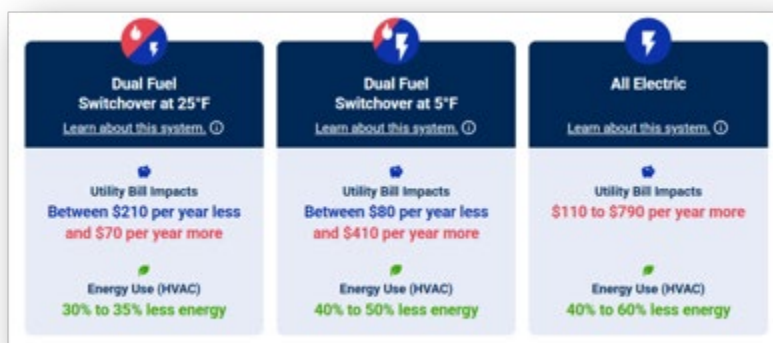 Dual Fuel
Switchover at 25°F
Learn about this system.
Utility Bill Impacts
Between $210 per year less
and $70 per year more
Energy Use (HVAC)
30% to 35% less energy
Dual Fuel
Switchover at 5°F
Learn about this system.
Utility Bill Impacts
Between $80 per year less
and $410 per year more
Energy Use (HVAC)
40% to 50% less energy
All Electric
Learn about this system.
Utility Bill Impacts
$110 to $790 per year more
Energy Use (HVAC)
40% to 60% less energy